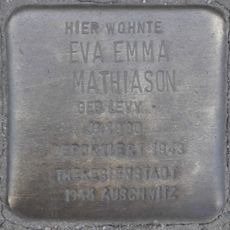 HIER WOHNTE
EVA EMMA
MATHIASON
GEB. LEVY
DEPORTIERT 1943
THERESIENSTADT
AUSCHWITZ